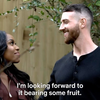 I'm looking forward to
it bearing some fruit.